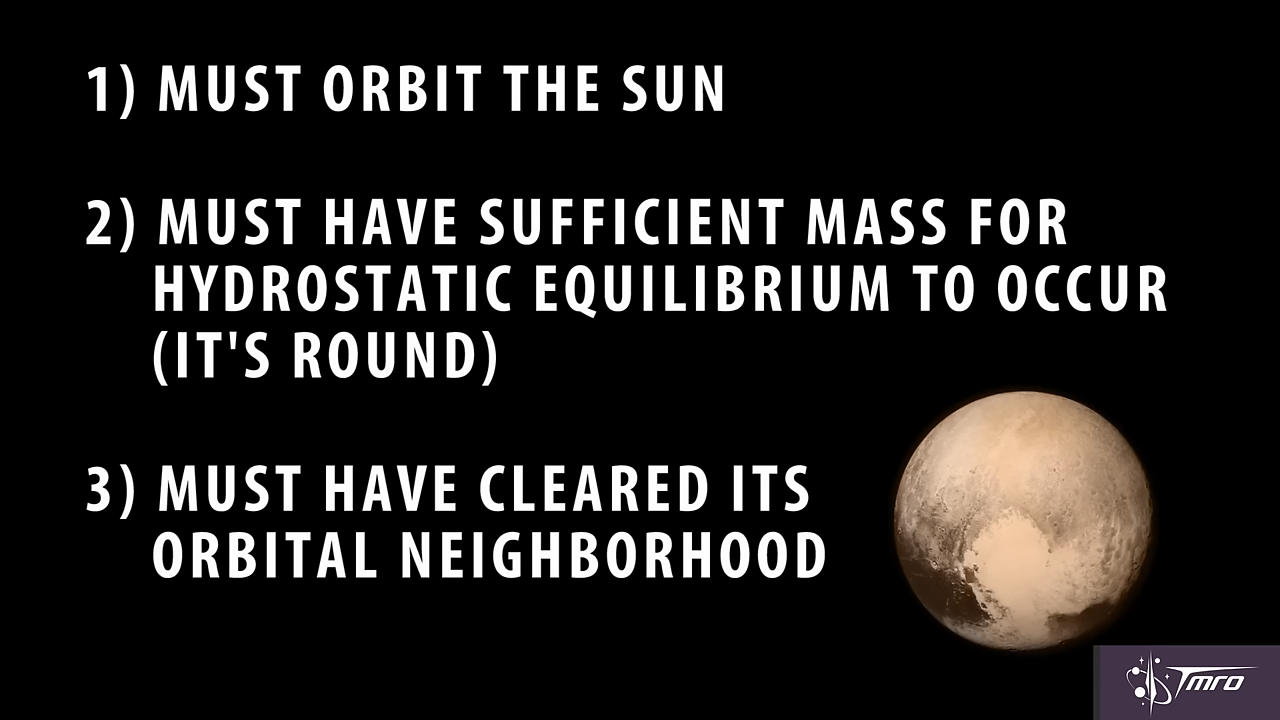 1) MUST ORBIT THE SUN
2) MUST HAVE SUFFICIENT MASS FOR
HYDROSTATIC EQUILIBRIUM TO OCCUR
(IT'S ROUND)
3) MUST HAVE CLEARED ITS
ORBITAL NEIGHBORHOOD
Tmro